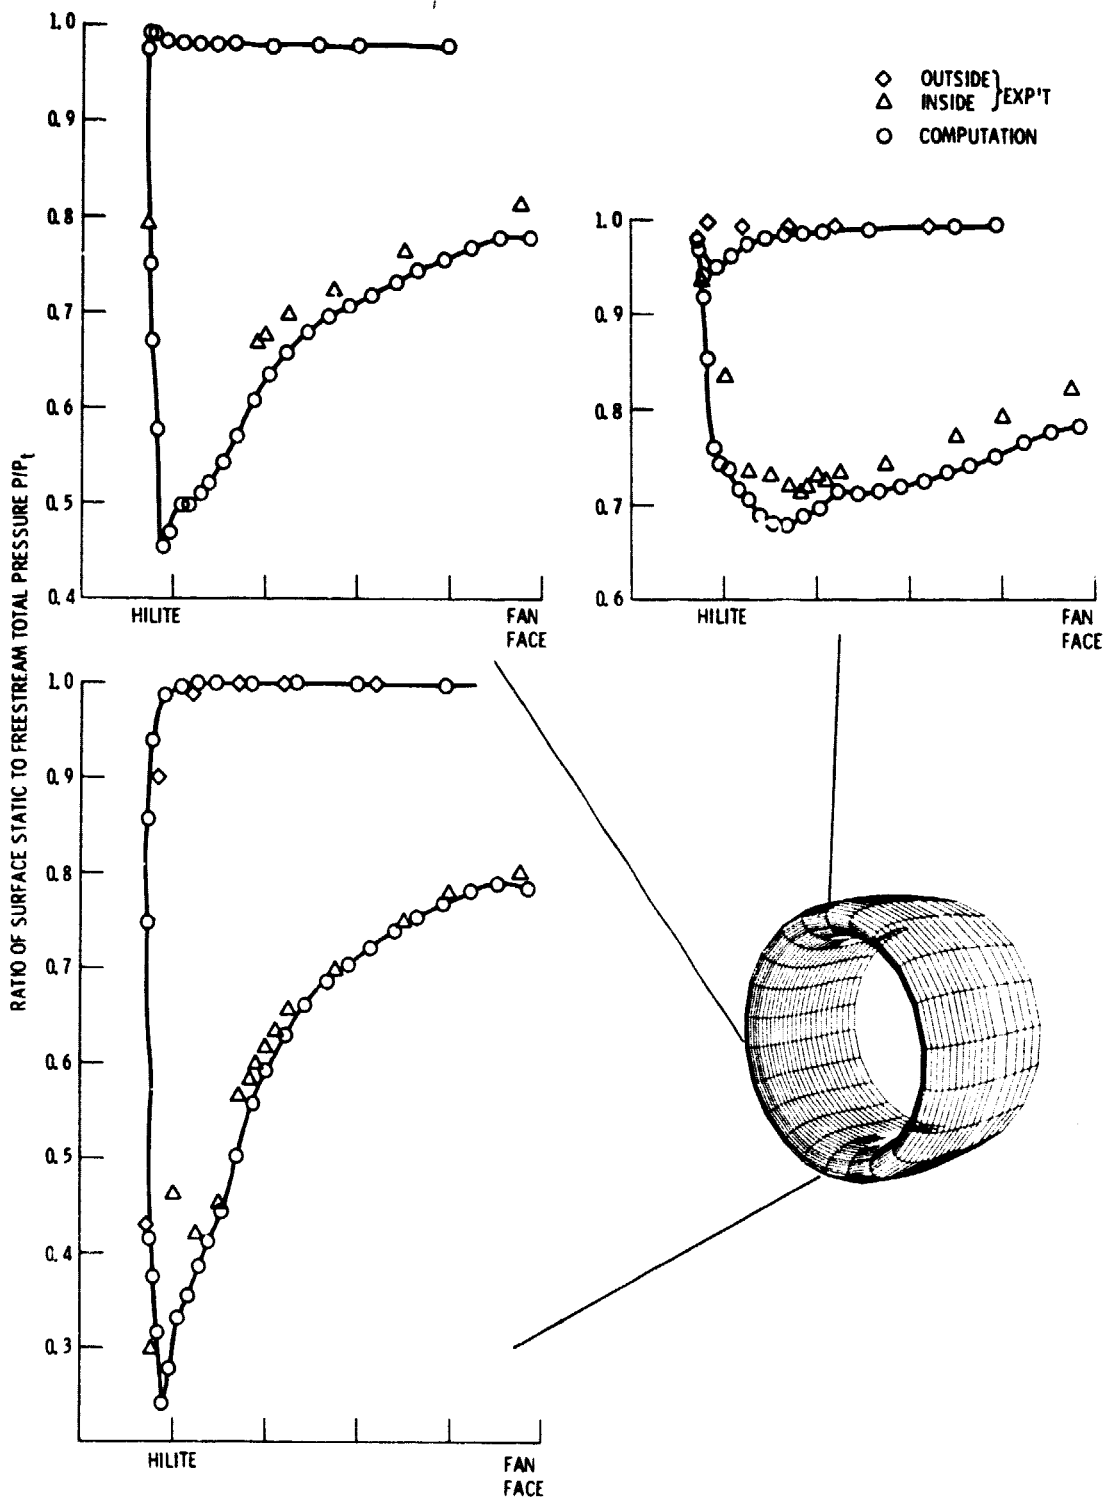 RATIO OF SURFACE STATIC TO FREESTREAM TOTAL PRESSURE P/Pt
1.0
0.9
0.8
0.7
0.6
0.5
0.4
HILITE
FAN
FACE
OUTSIDE
INSIDE
EXP'T
COMPUTATION
1.0
0.9
0.8
0.7
0.6
HILITE
FAN
FACE
1.0
0.9
0.8
0.7
0.6
0.5
0.4
0.3
HILITE
FAN
FACE